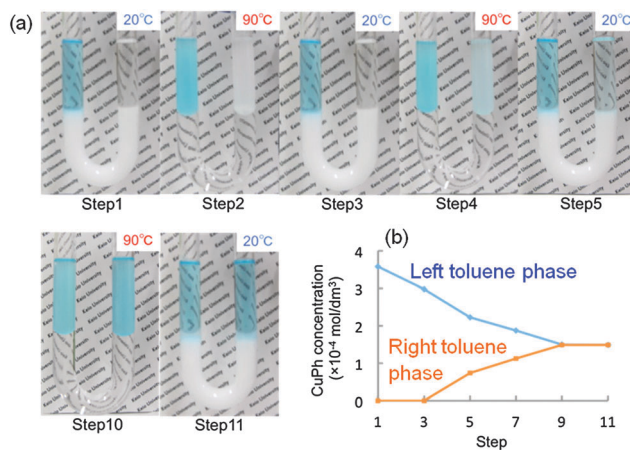 (a)
20℃
90℃
20℃
90℃
20℃
Keio University
Step1
Step2
Step3
Step4
Step5
90℃
20℃
Step10
Step11
(b)
CuPh concentration
(×10⁻⁴ mol/dm³)
4
3
2
1
0
Left toluene phase
Right toluene
phase
1 3 5 7 9 11
Step